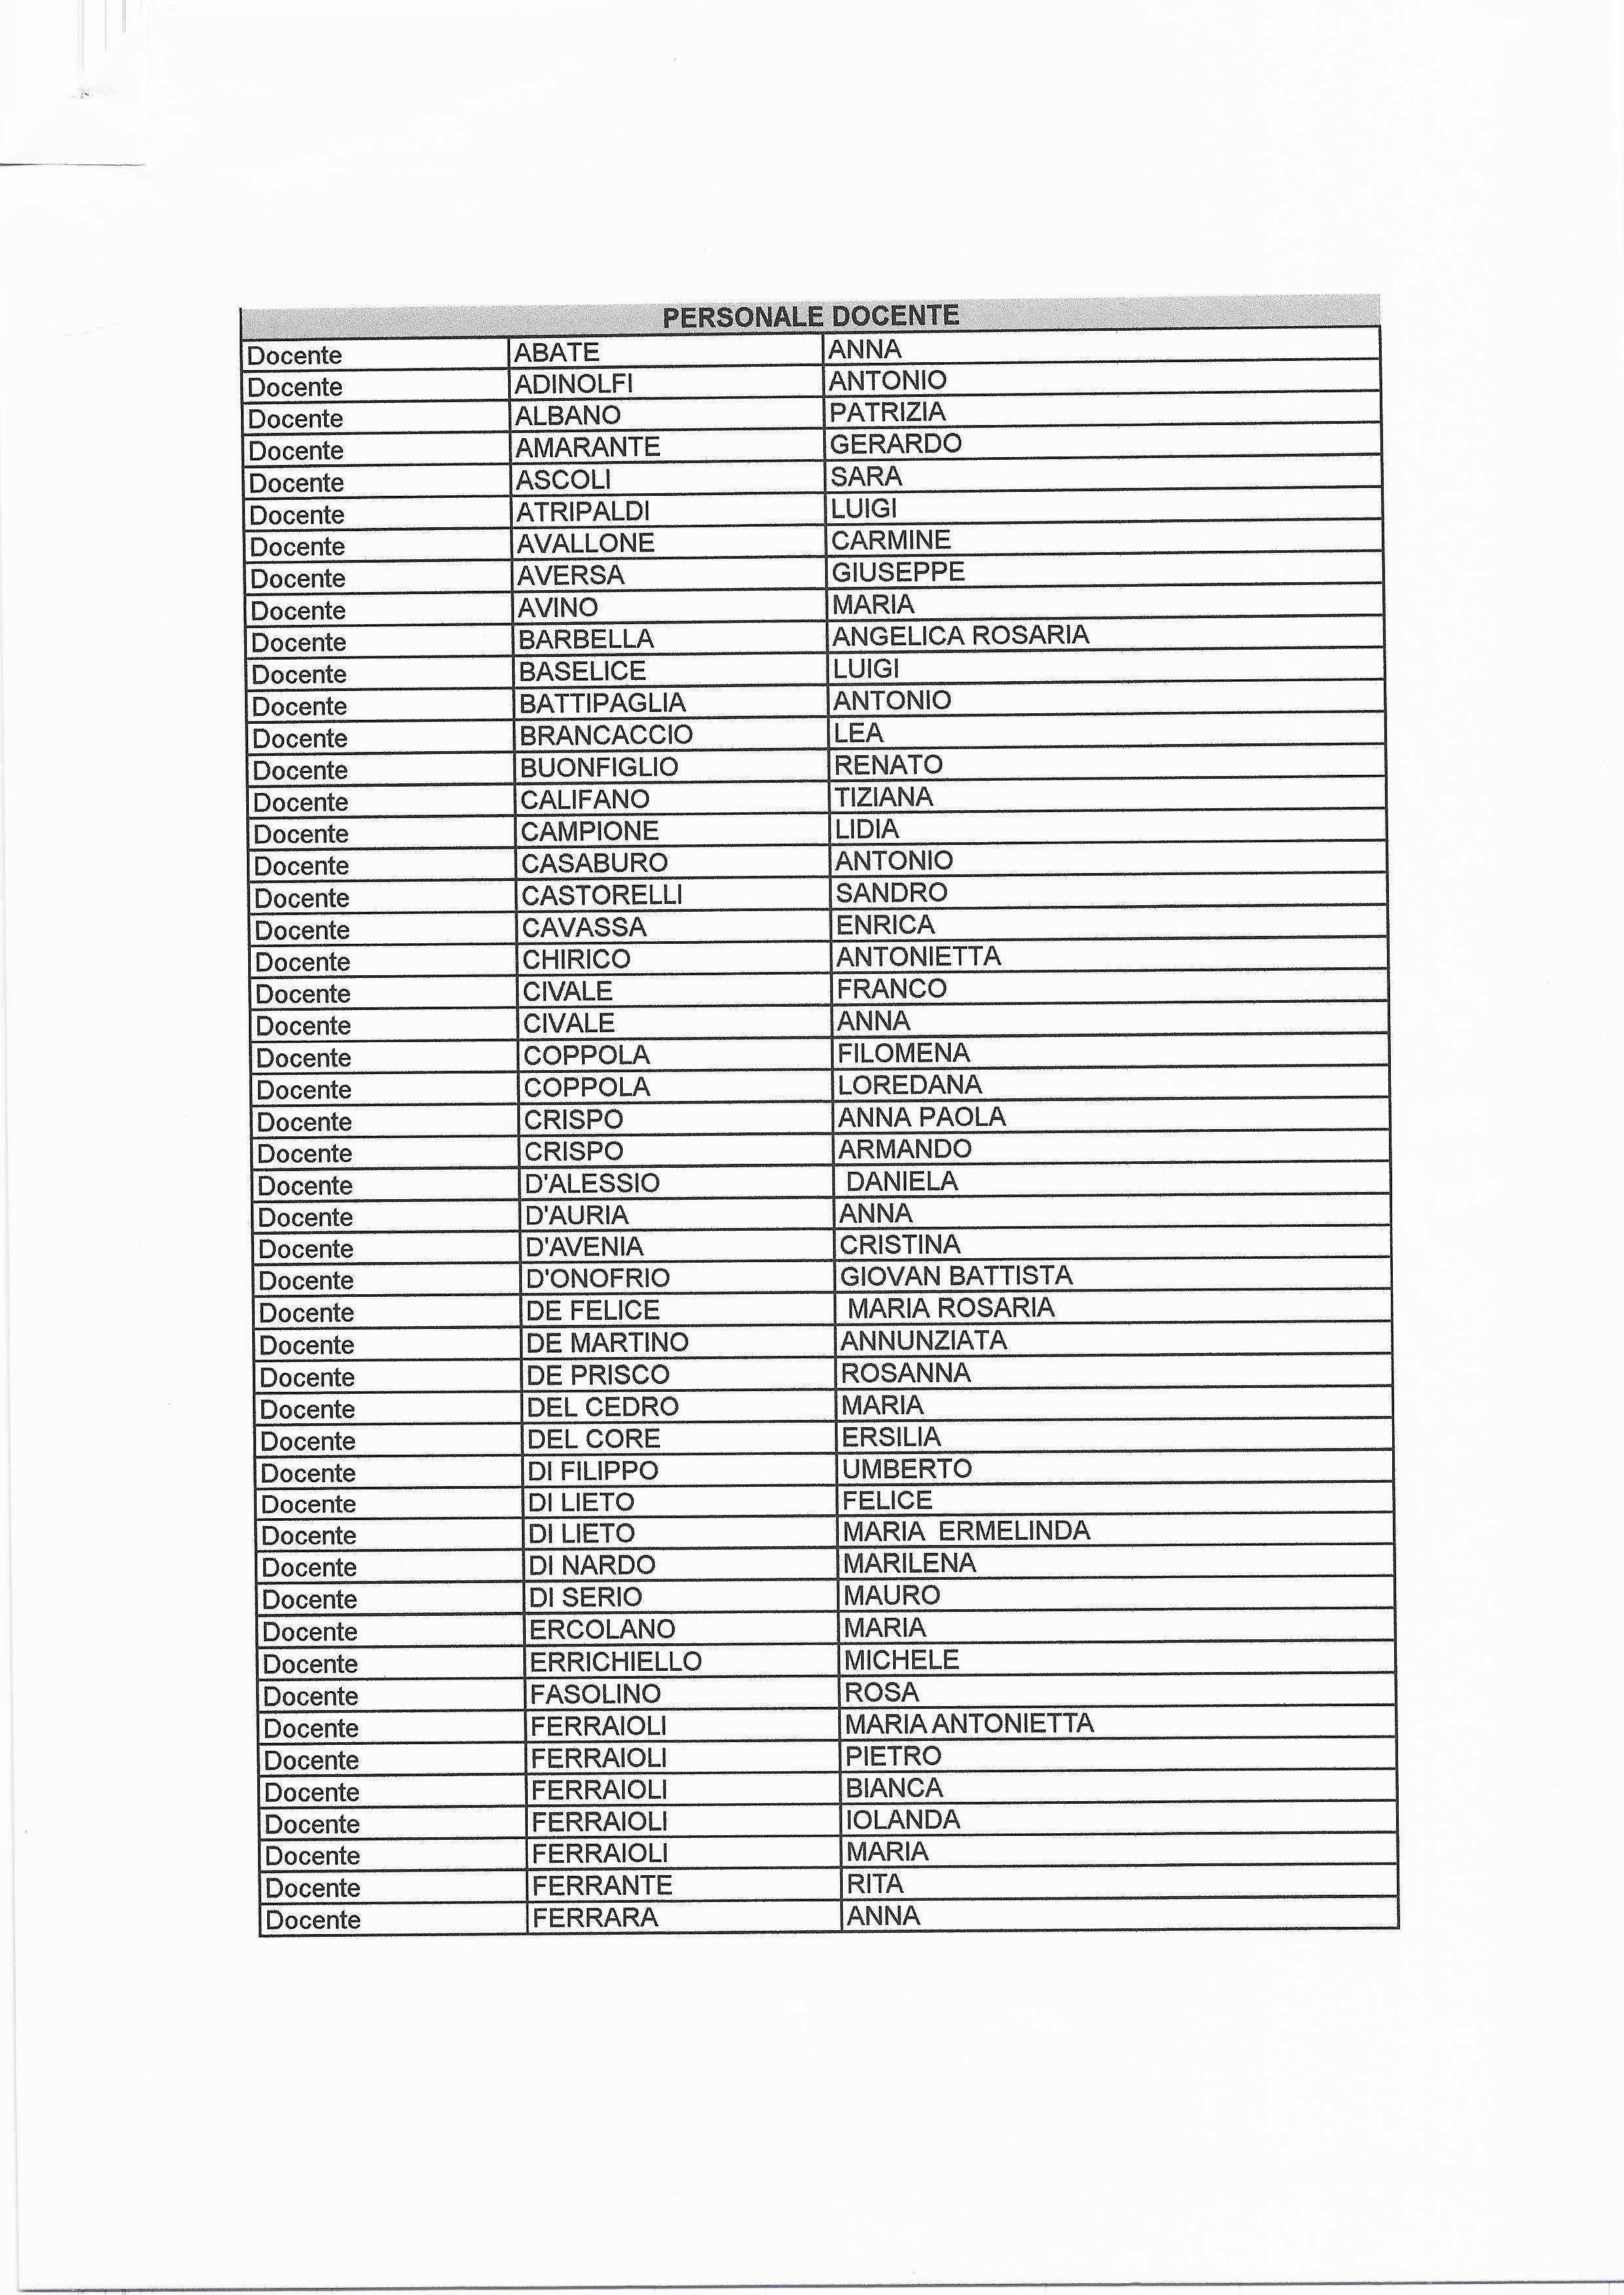 PERSONALE DOCENTE
Docente ABATE ANNA
Docente ADINOLFI ANTONIO
Docente ALBANO PATRIZIA
Docente AMARANTE GERARDO
Docente ASCOLI SARA
Docente ATRIPALDI LUIGI
Docente AVALLONE CARMINE
Docente AVERSA GIUSEPPE
Docente AVINO MARIA
Docente BARBELLA ANGELICA ROSARIA
Docente BASELICE LUIGI
Docente BATTIPAGLIA ANTONIO
Docente BRANCACCIO LEA
Docente BUONFIGLIO RENATO
Docente CALIFANO TIZIANA
Docente CAMPIONE LIDIA
Docente CASABURO ANTONIO
Docente CASTORELLI SANDRO
Docente CAVASSA ENRICA
Docente CHIRICO ANTONIETTA
Docente CIVALE FRANCO
Docente CIVALE ANNA
Docente COPPOLA FILOMENA
Docente COPPOLA LOREDANA
Docente CRISPO ANNA PAOLA
Docente CRISPO ARMANDO
Docente D'ALESSIO DANIELA
Docente D'AURIA ANNA
Docente D'AVENIA CRISTINA
Docente D'ONOFRIO GIOVAN BATTISTA
Docente DE FELICE MARIA ROSARIA
Docente DE MARTINO ANNUNZIATA
Docente DE PRISCO ROSANNA
Docente DEL CEDRO MARIA
Docente DEL CORE ERSILIA
Docente DI FILIPPO UMBERTO
Docente DI LIETO FELICE
Docente DI LIETO MARIA ERMELINDA
Docente DI NARDO MARILENA
Docente DI SERIO MAURO
Docente ERCOLANO MARIA
Docente ERRICHIELLO MICHELE
Docente FASOLINO ROSA
Docente FERRAIOLI MARIA ANTONIETTA
Docente FERRAIOLI PIETRO
Docente FERRAIOLI BIANCA
Docente FERRAIOLI IOLANDA
Docente FERRAIOLI MARIA
Docente FERRANTE RITA
Docente FERRARA ANNA